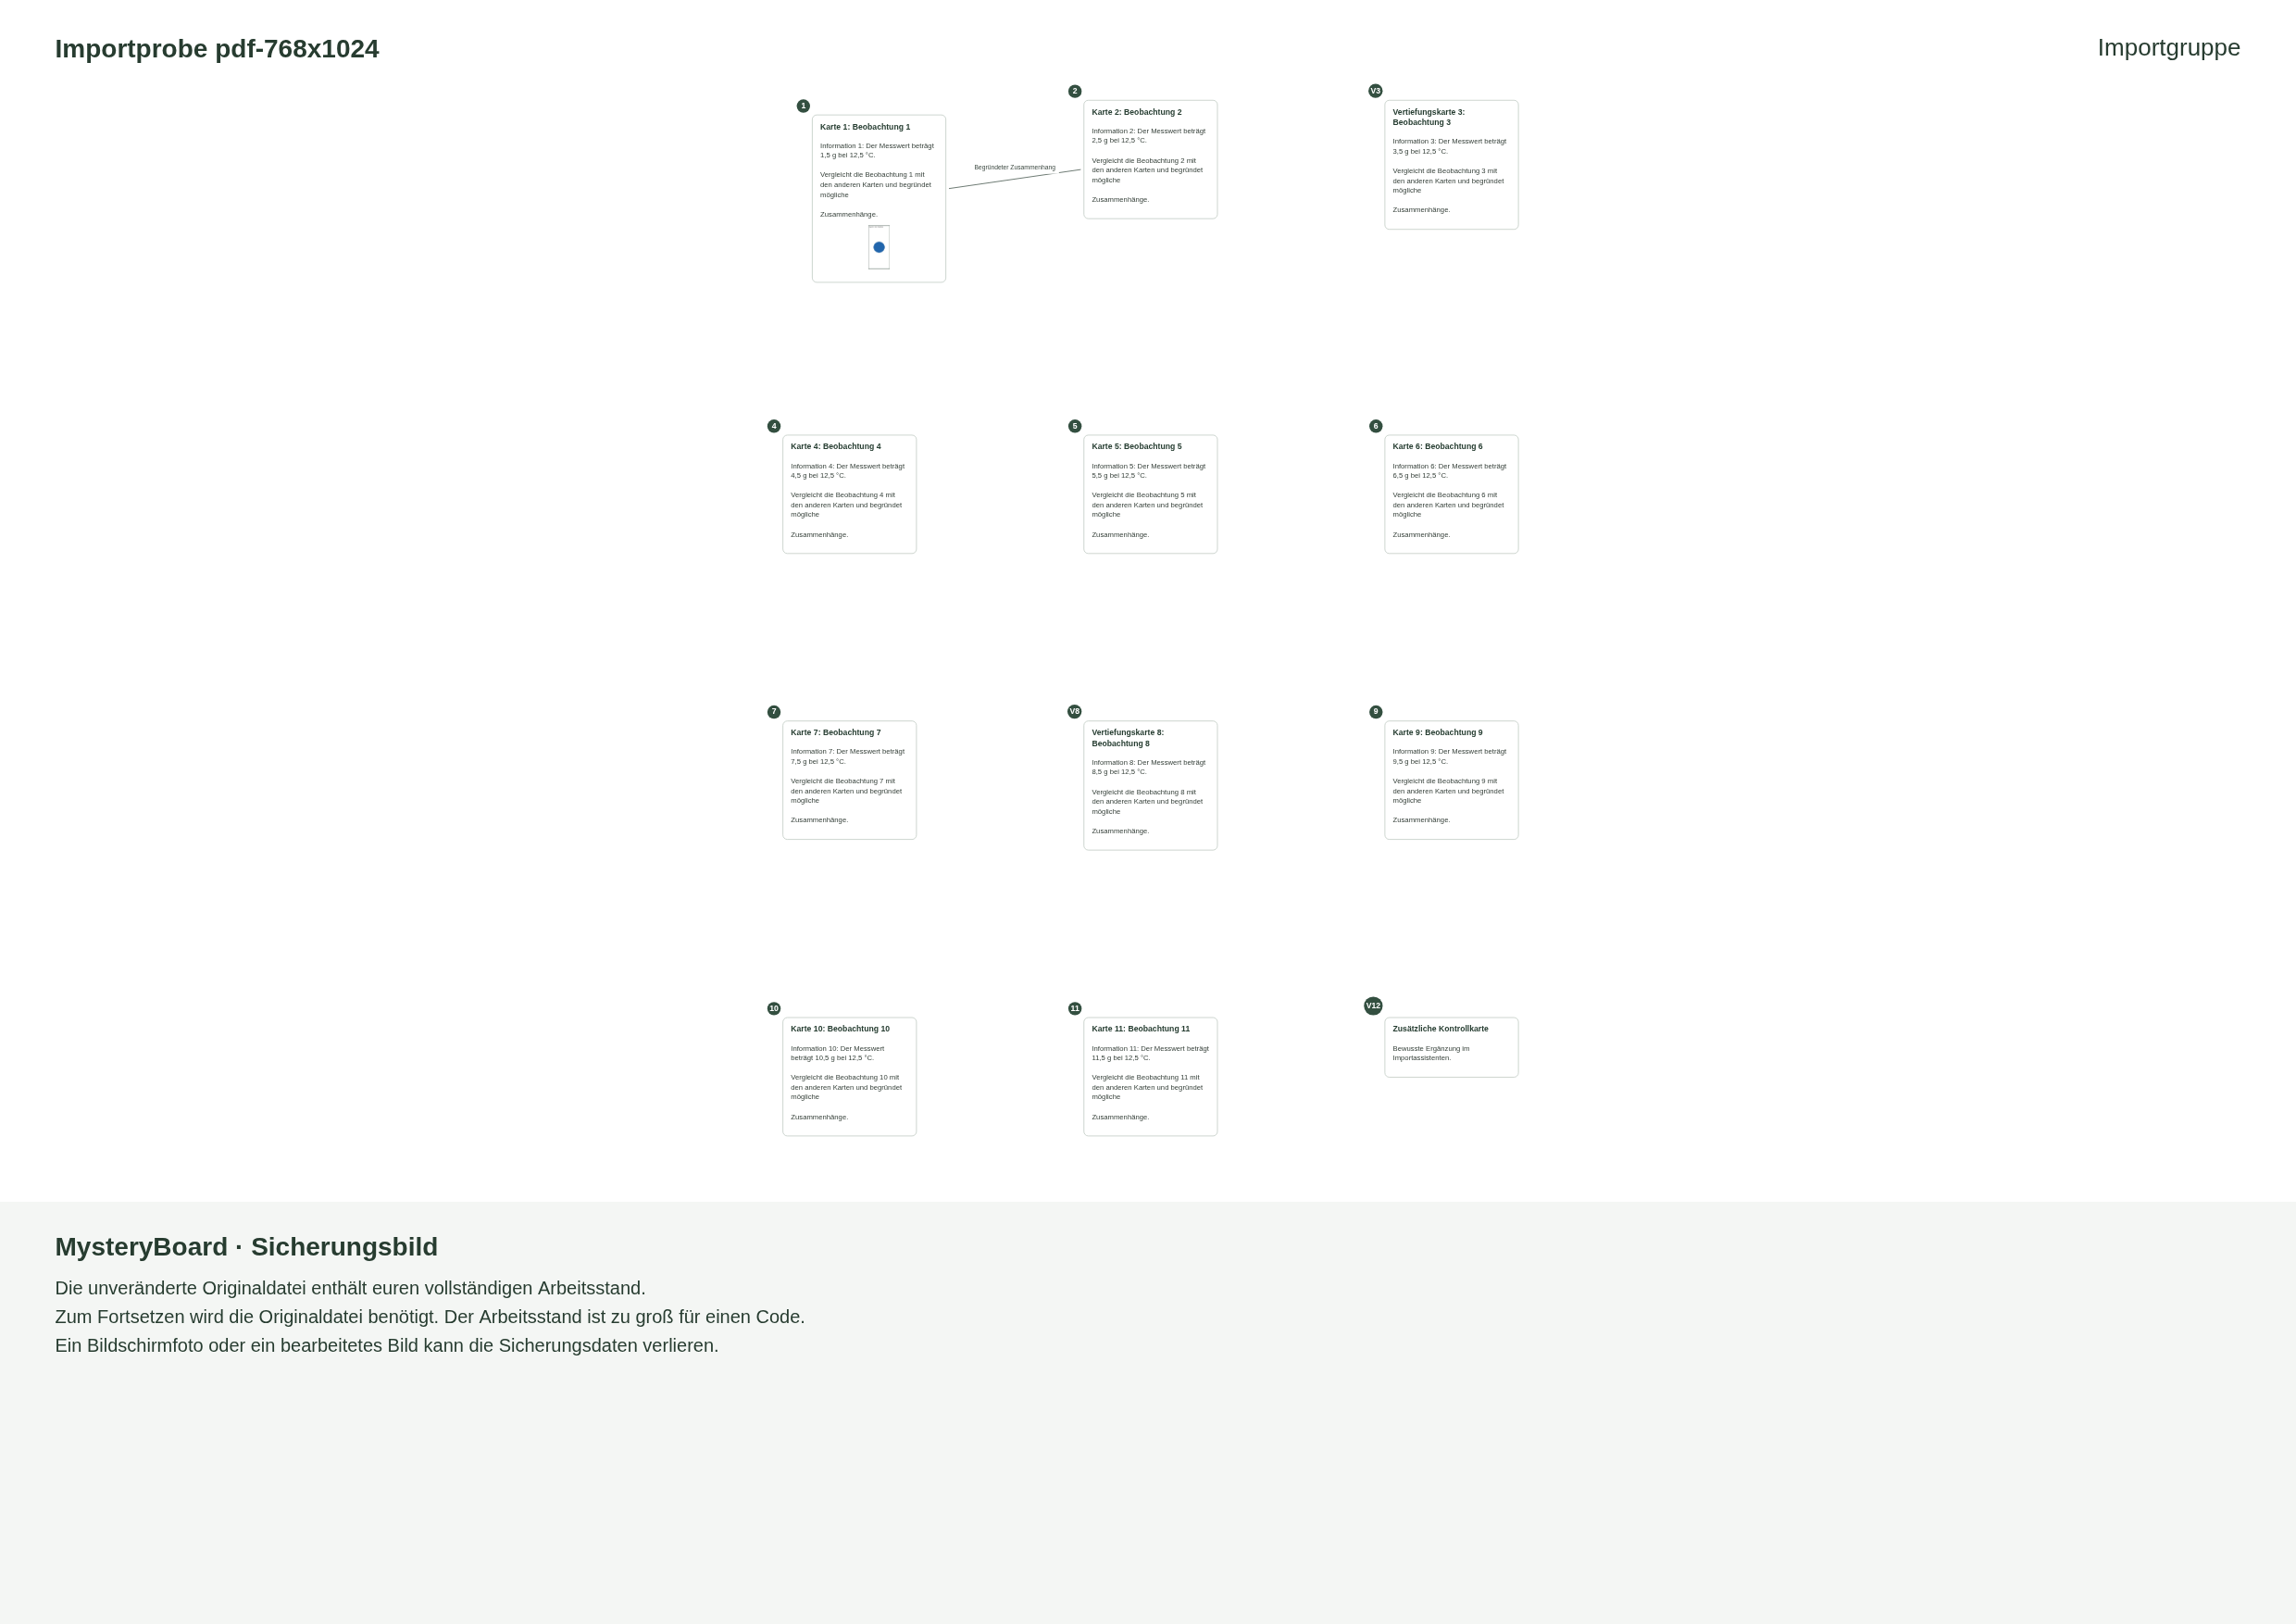 Importprobe pdf-768x1024
Importgruppe
1
Karte 1: Beobachtung 1
Information 1: Der Messwert beträgt
1,5 g bei 12,5 °C.
Vergleicht die Beobachtung 1 mit
den anderen Karten und begründet
mögliche
Zusammenhänge.
Begründeter Zusammenhang
2
Karte 2: Beobachtung 2
Information 2: Der Messwert beträgt
2,5 g bei 12,5 °C.
Vergleicht die Beobachtung 2 mit
den anderen Karten und begründet
mögliche
Zusammenhänge.
V3
Vertiefungskarte 3:
Beobachtung 3
Information 3: Der Messwert beträgt
3,5 g bei 12,5 °C.
Vergleicht die Beobachtung 3 mit
den anderen Karten und begründet
mögliche
Zusammenhänge.
4
Karte 4: Beobachtung 4
Information 4: Der Messwert beträgt
4,5 g bei 12,5 °C.
Vergleicht die Beobachtung 4 mit
den anderen Karten und begründet
mögliche
Zusammenhänge.
5
Karte 5: Beobachtung 5
Information 5: Der Messwert beträgt
5,5 g bei 12,5 °C.
Vergleicht die Beobachtung 5 mit
den anderen Karten und begründet
mögliche
Zusammenhänge.
6
Karte 6: Beobachtung 6
Information 6: Der Messwert beträgt
6,5 g bei 12,5 °C.
Vergleicht die Beobachtung 6 mit
den anderen Karten und begründet
mögliche
Zusammenhänge.
7
Karte 7: Beobachtung 7
Information 7: Der Messwert beträgt
7,5 g bei 12,5 °C.
Vergleicht die Beobachtung 7 mit
den anderen Karten und begründet
mögliche
Zusammenhänge.
V8
Vertiefungskarte 8:
Beobachtung 8
Information 8: Der Messwert beträgt
8,5 g bei 12,5 °C.
Vergleicht die Beobachtung 8 mit
den anderen Karten und begründet
mögliche
Zusammenhänge.
9
Karte 9: Beobachtung 9
Information 9: Der Messwert beträgt
9,5 g bei 12,5 °C.
Vergleicht die Beobachtung 9 mit
den anderen Karten und begründet
mögliche
Zusammenhänge.
10
Karte 10: Beobachtung 10
Information 10: Der Messwert
beträgt 10,5 g bei 12,5 °C.
Vergleicht die Beobachtung 10 mit
den anderen Karten und begründet
mögliche
Zusammenhänge.
11
Karte 11: Beobachtung 11
Information 11: Der Messwert beträgt
11,5 g bei 12,5 °C.
Vergleicht die Beobachtung 11 mit
den anderen Karten und begründet
mögliche
Zusammenhänge.
V12
Zusätzliche Kontrollkarte
Bewusste Ergänzung im
Importassistenten.
MysteryBoard · Sicherungsbild
Die unveränderte Originaldatei enthält euren vollständigen Arbeitsstand.
Zum Fortsetzen wird die Originaldatei benötigt. Der Arbeitsstand ist zu groß für einen Code.
Ein Bildschirmfoto oder ein bearbeitetes Bild kann die Sicherungsdaten verlieren.